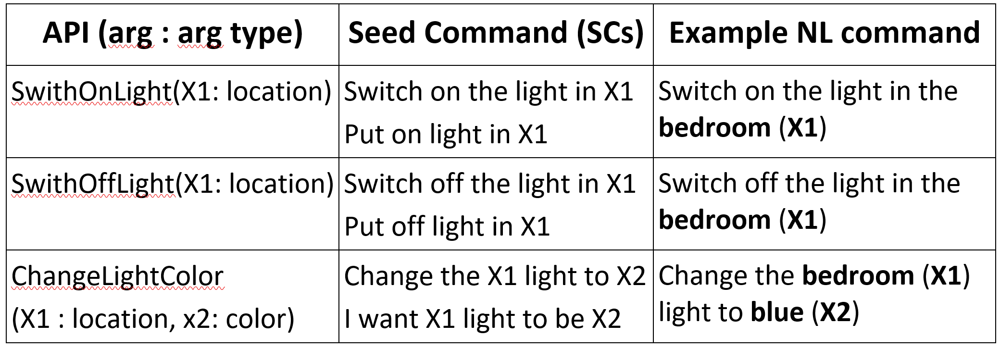 API (arg : arg type)
Seed Command (SCs)
Example NL command
SwithOnLight(X1: location)
Switch on the light in X1
Put on light in X1
Switch on the light in the
bedroom (X1)
SwithOffLight(X1: location)
Switch off the light in X1
Put off light in X1
Switch off the light in the
bedroom (X1)
ChangeLightColor
(X1 : location, x2: color)
Change the X1 light to X2
I want X1 light to be X2
Change the bedroom (X1)
light to blue (X2)